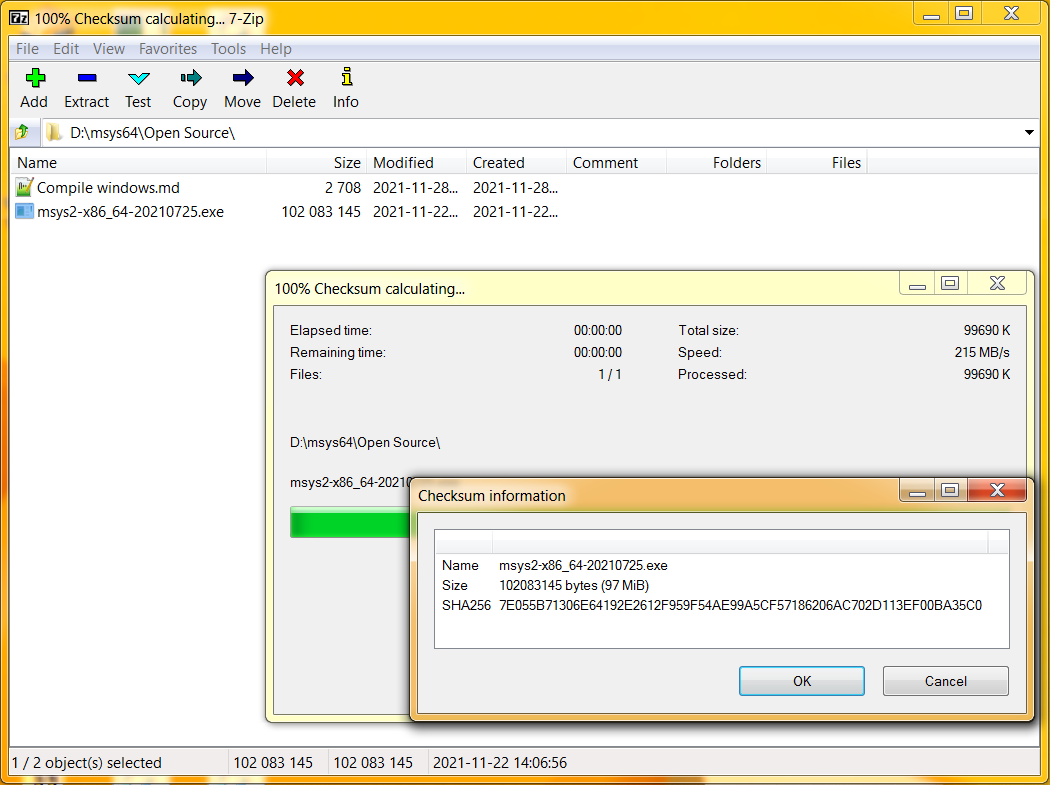 100% Checksum calculating... 7-Zip
File Edit View Favorites Tools Help
Add Extract Test Copy Move Delete Info
D:\msys64\Open Source\
Name Size Modified Created Comment Folders Files
Compile windows.md 2 708 2021-11-28... 2021-11-28...
msys2-x86_64-20210725.exe 102 083 145 2021-11-22... 2021-11-22...
100% Checksum calculating...
Elapsed time: 00:00:00 Total size: 99690 K
Remaining time: 00:00:00 Speed: 215 MB/s
Files: 1 / 1 Processed: 99690 K
D:\msys64\Open Source\
msys2-x86_64-20210
Checksum information
Name msys2-x86_64-20210725.exe
Size 102083145 bytes (97 MiB)
SHA256 7E055B71306E64192E2612F959F54AE99A5CF57186206AC702D113EF00BA35C0
OK Cancel
1 / 2 object(s) selected 102 083 145 102 083 145 2021-11-22 14:06:56